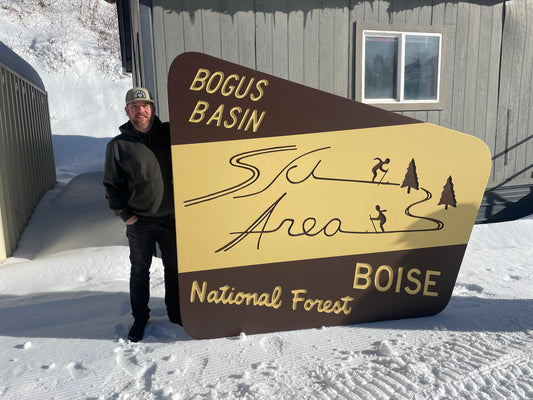 BOGUS
BASIN
Ski
Area
BOISE
National Forest